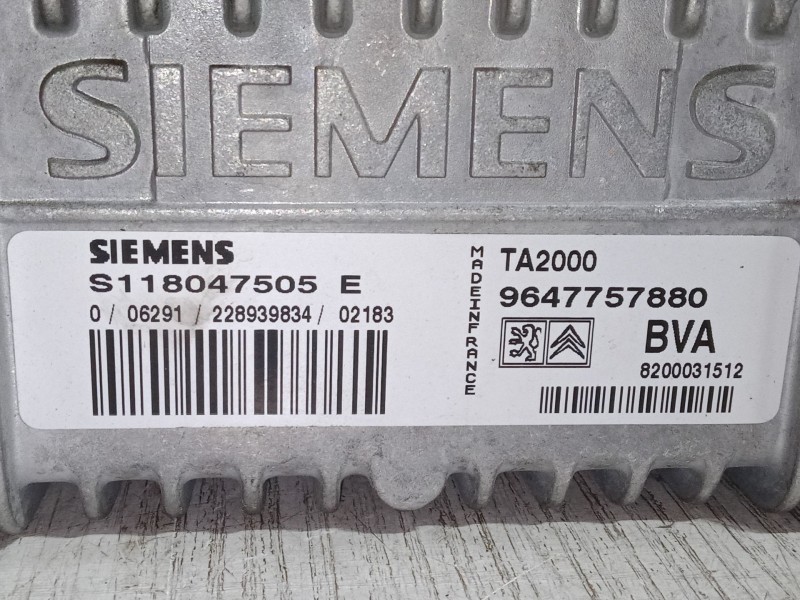 SIEMENS
SIEMENS
S118047505 E
0/ 06291 / 228939834/ 02183
MADEINFRANCE
TA2000
9647757880
BVA
8200031512